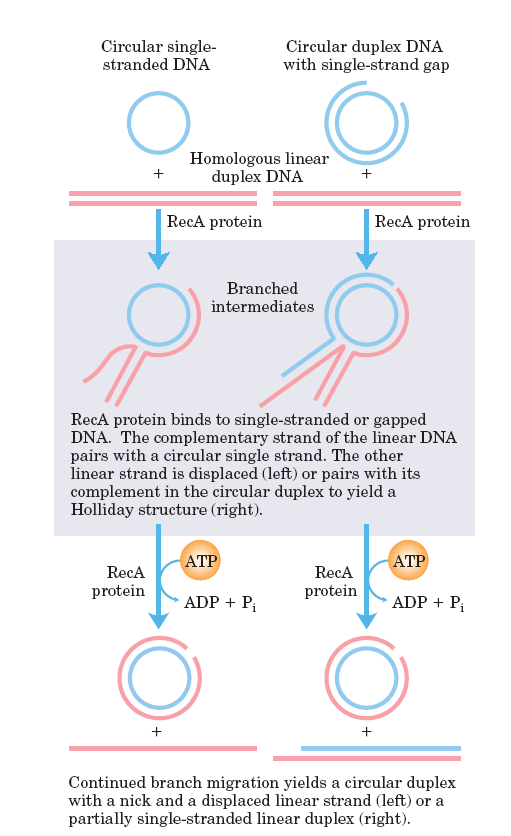 Circular single-
stranded DNA
Circular duplex DNA
with single-strand gap
+
Homologous linear
duplex DNA
+
RecA protein
RecA protein
Branched
intermediates
RecA protein binds to single-stranded or gapped
DNA. The complementary strand of the linear DNA
pairs with a circular single strand. The other
linear strand is displaced (left) or pairs with its
complement in the circular duplex to yield a
Holliday structure (right).
RecA
protein
ATP
ADP + Pi
RecA
protein
ATP
ADP + Pi
+
+
Continued branch migration yields a circular duplex
with a nick and a displaced linear strand (left) or a
partially single-stranded linear duplex (right).